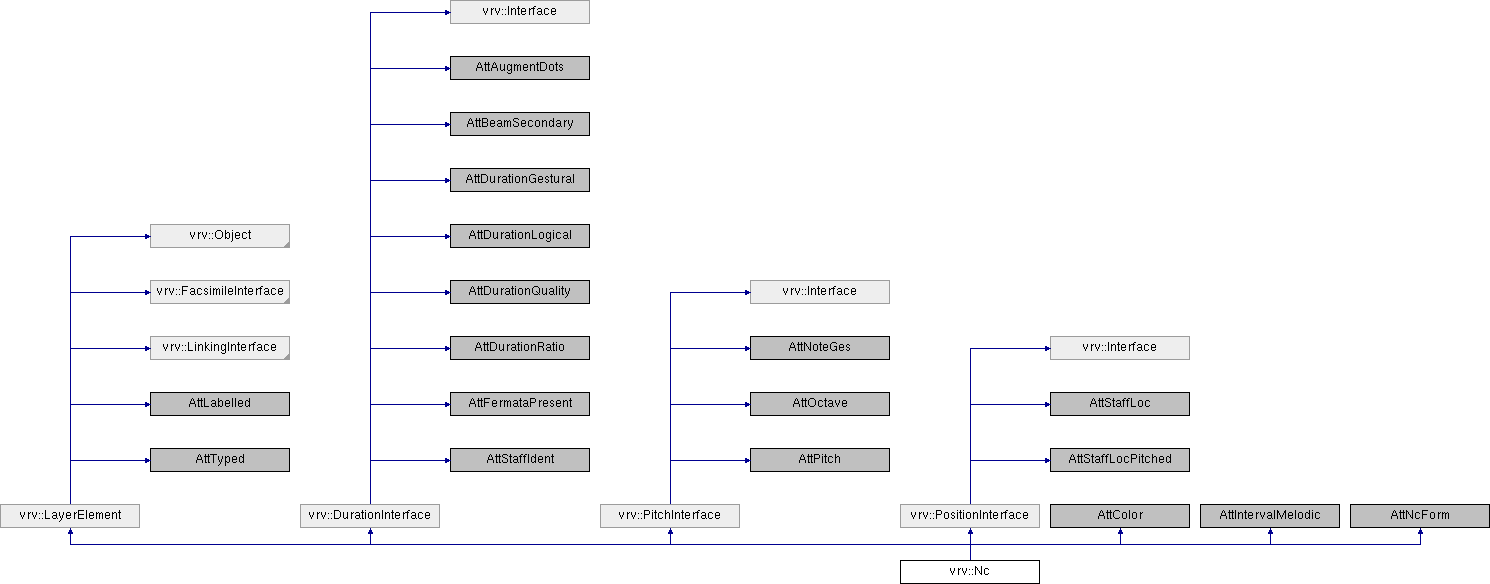 vrv::Interface
AttAugmentDots
AttBeamSecondary
AttDurationGestural
vrv::Object
AttDurationLogical
vrv::FacsimileInterface
AttDurationQuality
vrv::Interface
vrv::LinkingInterface
AttDurationRatio
AttNoteGes
vrv::Interface
AttLabelled
AttFermataPresent
AttOctave
AttStaffLoc
AttTyped
AttStaffIdent
AttPitch
AttStaffLocPitched
vrv::LayerElement
vrv::DurationInterface
vrv::PitchInterface
vrv::PositionInterface
AttColor
AttIntervalMelodic
AttNcForm
vrv::Nc